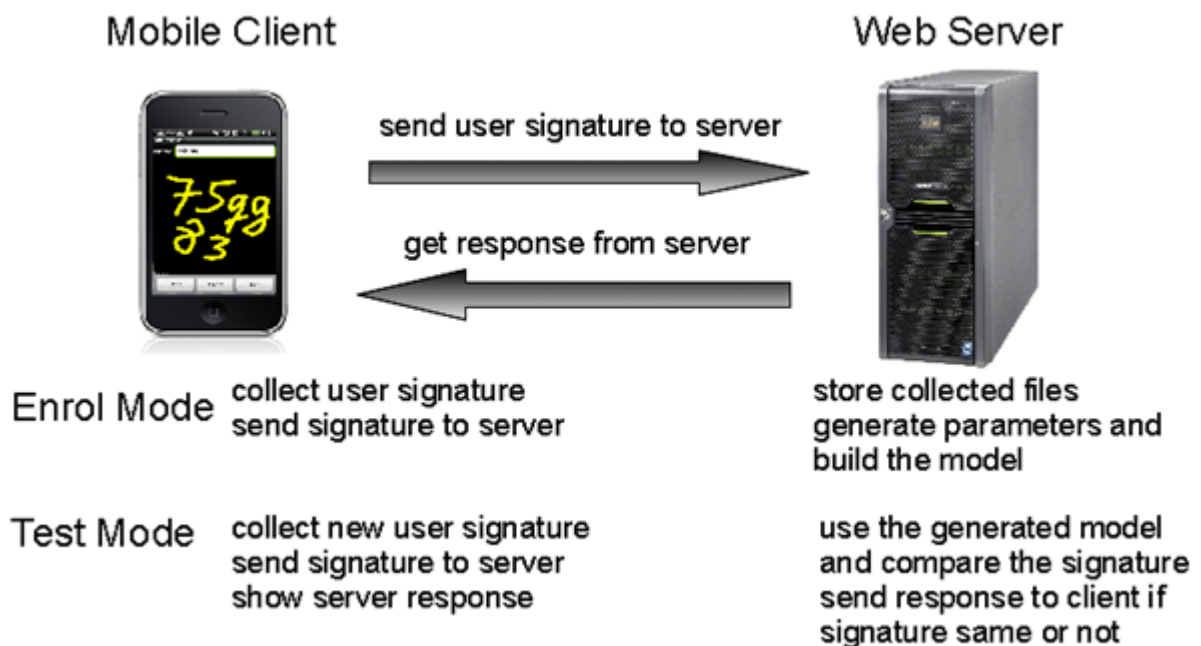 Mobile Client
Web Server
send user signature to server
75gg
83
get response from server
Enrol Mode
collect user signature
send signature to server
store collected files
generate parameters and
build the model
Test Mode
collect new user signature
send signature to server
show server response
use the generated model
and compare the signature
send response to client if
signature same or not